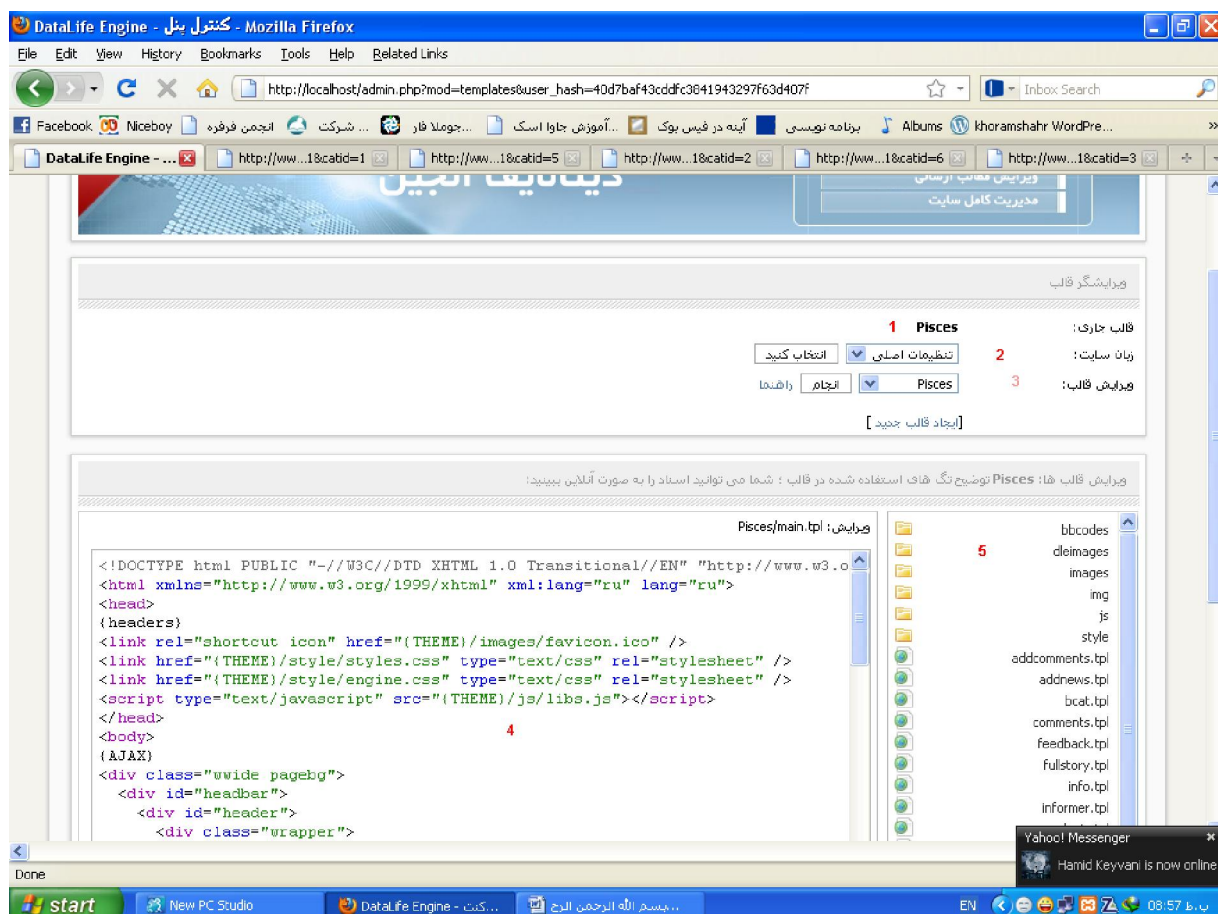 DataLife Engine - کنترل پنل - Mozilla Firefox
File Edit View History Bookmarks Tools Help Related Links
http://localhost/admin.php?mod=templates&user_hash=40d7baf43cddfc3841943297f63d407f Inbox Search
Facebook Niceboy انجمن فرفره شرکت ... جوملا فار... آموزش جاوا اسک... آینه در فیس بوک برنامه نویسی Albums khoramshahr WordPre... »
DataLife Engine - ... http://ww...1&catid=1 http://ww...1&catid=5 http://ww...1&catid=2 http://ww...1&catid=6 http://ww...1&catid=3
دیتالایف انجین
ویرایش مطالب ارسالی
مدیریت کامل سایت
ویرایشگر قالب
قالب جاری: Pisces 1
زبان سایت: 2 تنظیمات اصلی انتخاب کنید
ویرایش قالب: 3 Pisces انجام راهنما
[ایجاد قالب جدید ]
ویرایش قالب ها: Pisces توضیح تگ های استفاده شده در قالب ؛ شما می توانید اسناد را به صورت آنلاین ببینید:
ویرایش: Pisces/main.tpl
<!DOCTYPE html PUBLIC "-//W3C//DTD XHTML 1.0 Transitional//EN" "http://www.w3.o
<html xmlns="http://www.w3.org/1999/xhtml" xml:lang="ru" lang="ru">
<head>
{headers}
<link rel="shortcut icon" href="{THEME}/images/favicon.ico" />
<link href="{THEME}/style/styles.css" type="text/css" rel="stylesheet" />
<link href="{THEME}/style/engine.css" type="text/css" rel="stylesheet" />
<script type="text/javascript" src="{THEME}/js/libs.js"></script>
</head>
<body>
4
{AJAX}
<div class="wwide pagebg">
<div id="headbar">
<div id="header">
<div class="wrapper">
bbcodes
5 dleimages
images
img
js
style
addcomments.tpl
addnews.tpl
bcat.tpl
comments.tpl
feedback.tpl
fullstory.tpl
info.tpl
informer.tpl
Yahoo! Messenger
Hamid Keyvani is now online
Done
start New PC Studio DataLife Engine - کنت... بسم الله الرحمن الرح... EN 08:57 ب.ظ